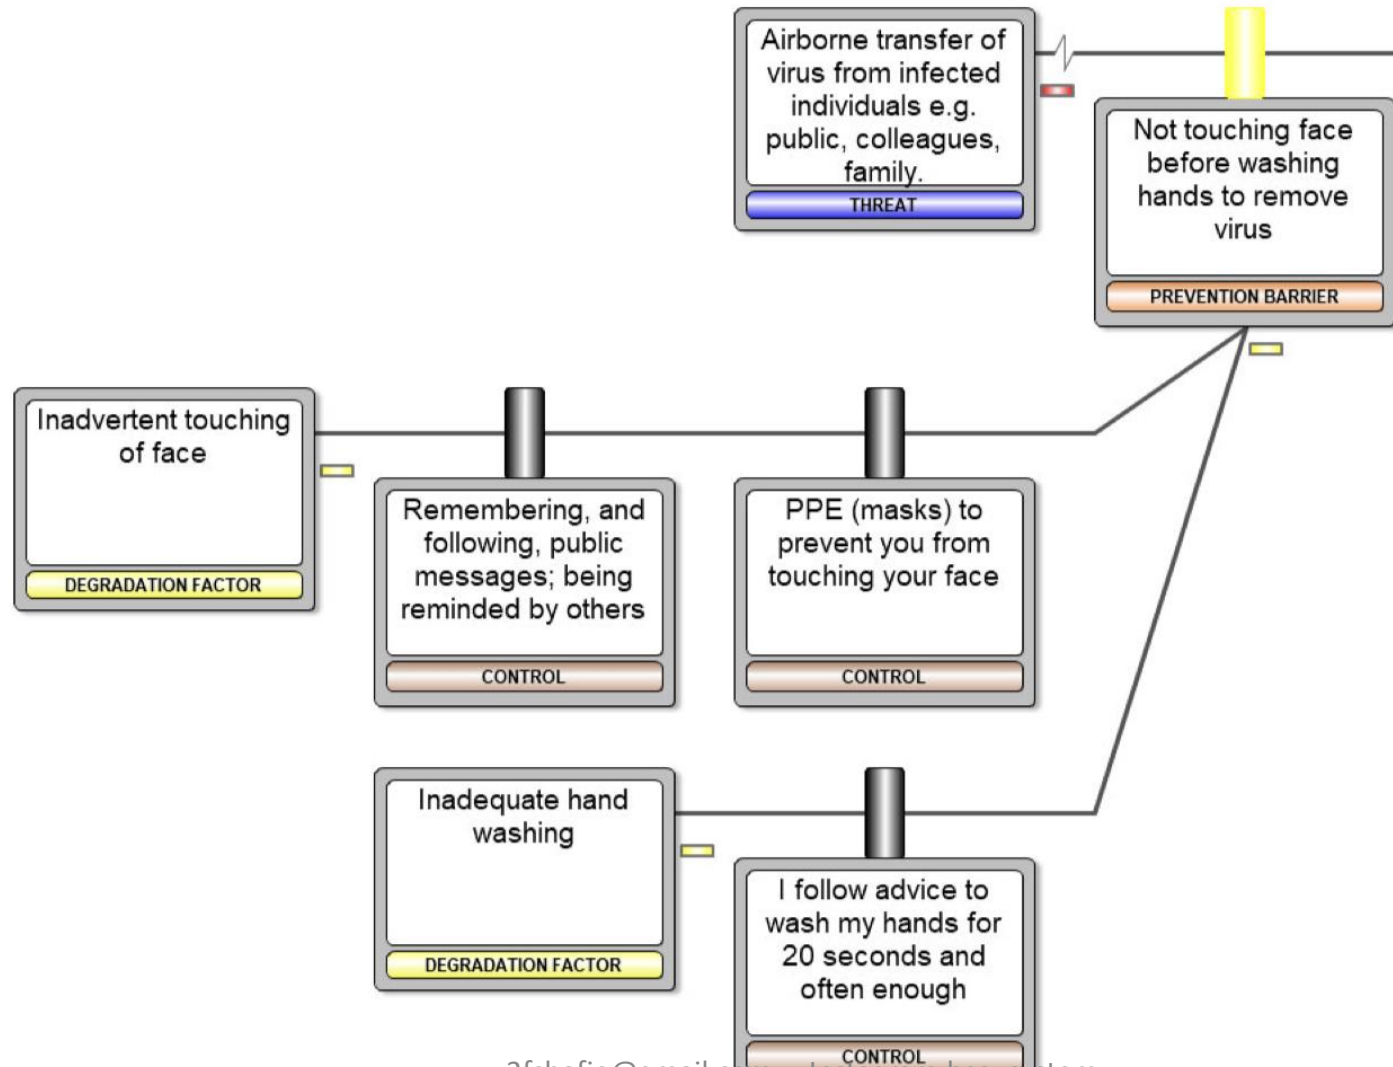 Airborne transfer of
virus from infected
individuals e.g.
public, colleagues,
family.
THREAT
Not touching face
before washing
hands to remove
virus
PREVENTION BARRIER
Inadvertent touching
of face
DEGRADATION FACTOR
Remembering, and
following, public
messages; being
reminded by others
CONTROL
PPE (masks) to
prevent you from
touching your face
CONTROL
Inadequate hand
washing
DEGRADATION FACTOR
I follow advice to
wash my hands for
20 seconds and
often enough
CONTROL